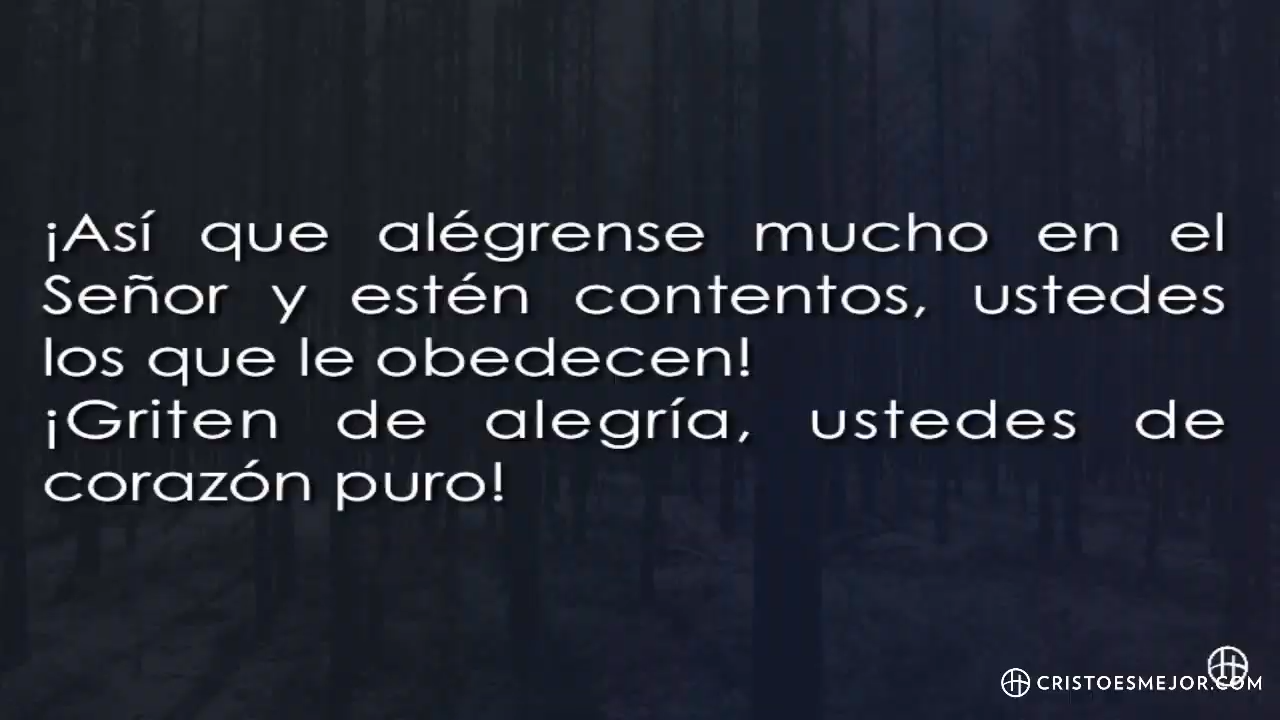 ¡Así que alégrense mucho en el
Señor y estén contentos, ustedes
los que le obedecen!
¡Griten de alegría, ustedes de
corazón puro!
CRISTOESMEJOR.COM